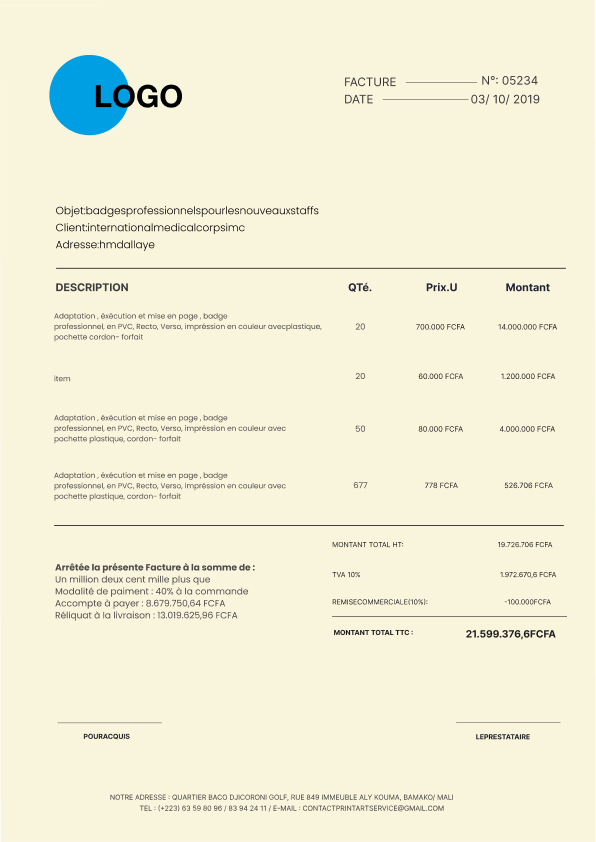 LOGO
FACTURE N°: 05234
DATE 03/ 10/ 2019
Objet:badgesprofessionnelspourlesnouveauxstaffs
Client:internationalmedicalcorpsimc
Adresse:hmdallaye
DESCRIPTION QTé. Prix.U Montant
Adaptation , éxécution et mise en page , badge
professionnel, en PVC, Recto, Verso, impréssion en couleur avecplastique, 20 700.000 FCFA 14.000.000 FCFA
pochette cordon- forfait
item 20 60.000 FCFA 1.200.000 FCFA
Adaptation , éxécution et mise en page , badge
professionnel, en PVC, Recto, Verso, impréssion en couleur avec 50 80.000 FCFA 4.000.000 FCFA
pochette plastique, cordon- forfait
Adaptation , éxécution et mise en page , badge
professionnel, en PVC, Recto, Verso, impréssion en couleur avec 677 778 FCFA 526.706 FCFA
pochette plastique, cordon- forfait
MONTANT TOTAL HT: 19.726.706 FCFA
TVA 10% 1.972.670,6 FCFA
REMISECOMMERCIALE(10%): -100.000FCFA
MONTANT TOTAL TTC : 21.599.376,6FCFA
Arrêtée la présente Facture à la somme de :
Un million deux cent mille plus que
Modalité de paiment : 40% à la commande
Accompte à payer : 8.679.750,64 FCFA
Réliquat à la livraison : 13.019.625,96 FCFA
POURACQUIS LEPRESTATAIRE
NOTRE ADRESSE : QUARTIER BACO DJICORONI GOLF, RUE 849 IMMEUBLE ALY KOUMA, BAMAKO/ MALI
TEL : (+223) 63 59 80 96 / 83 94 24 11 / E-MAIL : CONTACTPRINTARTSERVICE@GMAIL.COM